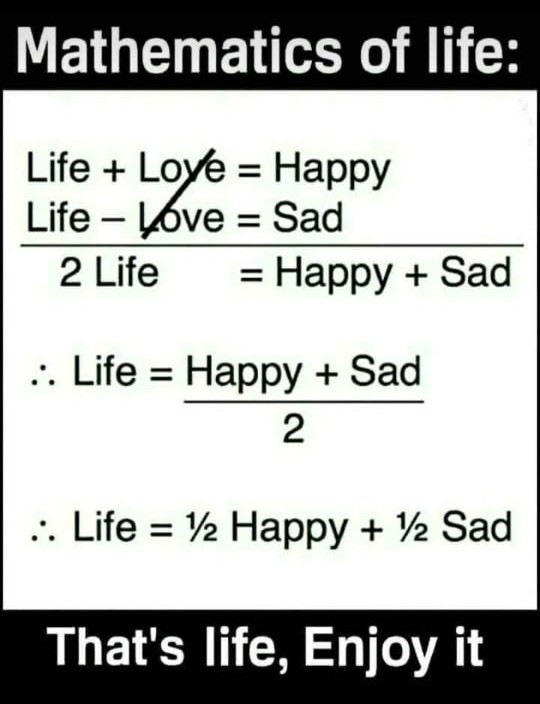 Mathematics of life:
Life + Love = Happy
Life – Love = Sad
2 Life = Happy + Sad
∴ Life = Happy + Sad
2
∴ Life = ½ Happy + ½ Sad
That's life, Enjoy it